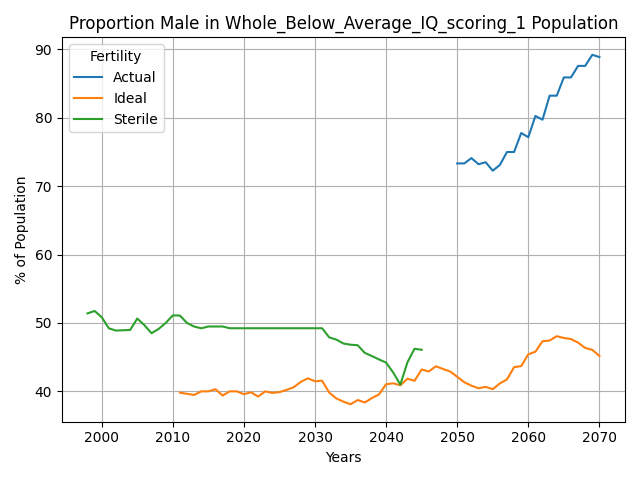 Proportion Male in Whole_Below_Average_IQ_scoring_1 Population
Fertility
Actual
Ideal
Sterile
% of Population
90
80
70
60
50
40
2000 2010 2020 2030 2040 2050 2060 2070
Years